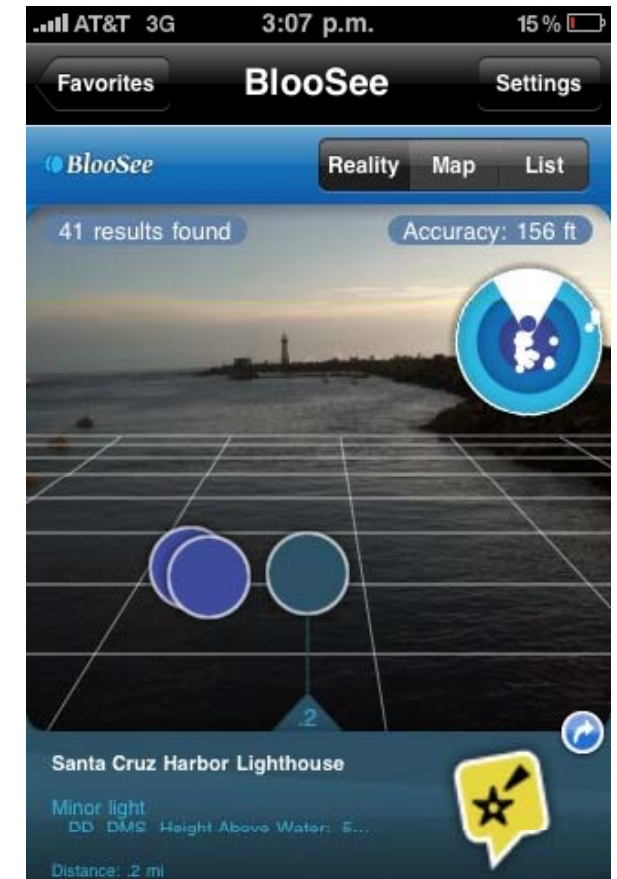 AT&T 3G 3:07 p.m. 15%
Favorites BlooSee Settings
BlooSee Reality Map List
41 results found Accuracy: 156 ft
.2
Santa Cruz Harbor Lighthouse
Minor light
DD DMS Height Above Water: 5...
Distance: .2 mi